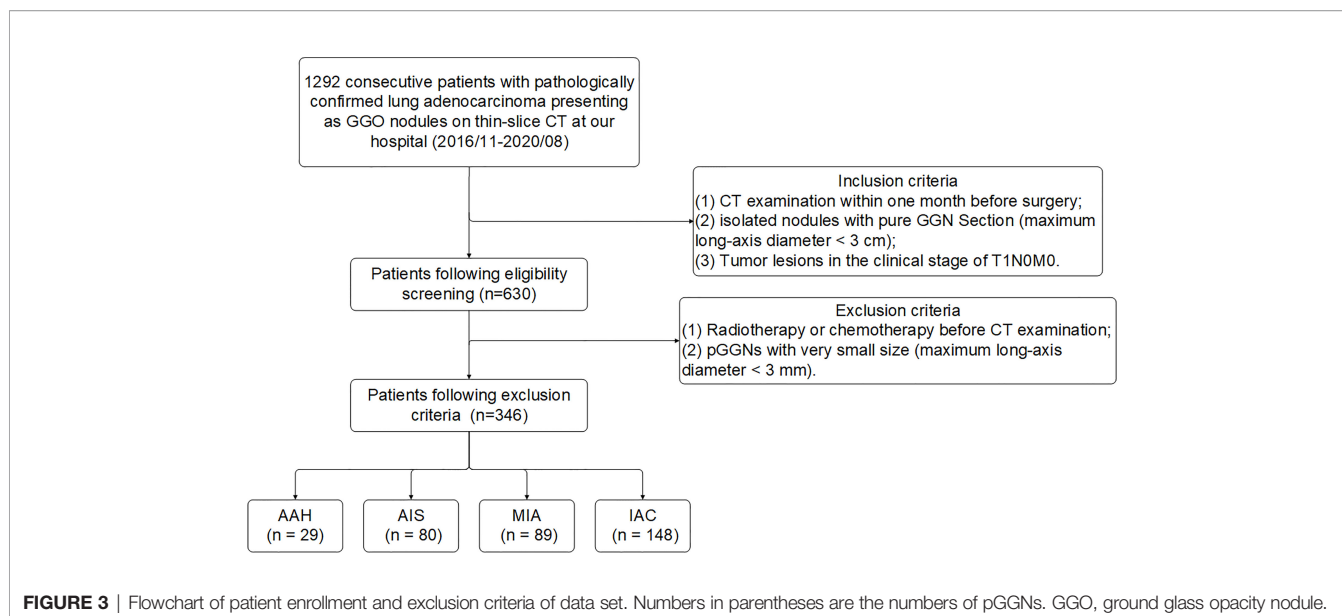 1292 consecutive patients with pathologically
confirmed lung adenocarcinoma presenting
as GGO nodules on thin-slice CT at our
hospital (2016/11-2020/08)
Inclusion criteria
(1) CT examination within one month before surgery;
(2) isolated nodules with pure GGN Section (maximum
long-axis diameter < 3 cm);
(3) Tumor lesions in the clinical stage of T1N0M0.
Patients following eligibility
screening (n=630)
Exclusion criteria
(1) Radiotherapy or chemotherapy before CT examination;
(2) pGGNs with very small size (maximum long-axis
diameter < 3 mm).
Patients following exclusion
criteria (n=346)
AAH
(n = 29)
AIS
(n = 80)
MIA
(n = 89)
IAC
(n = 148)
FIGURE 3 | Flowchart of patient enrollment and exclusion criteria of data set. Numbers in parentheses are the numbers of pGGNs. GGO, ground glass opacity nodule.